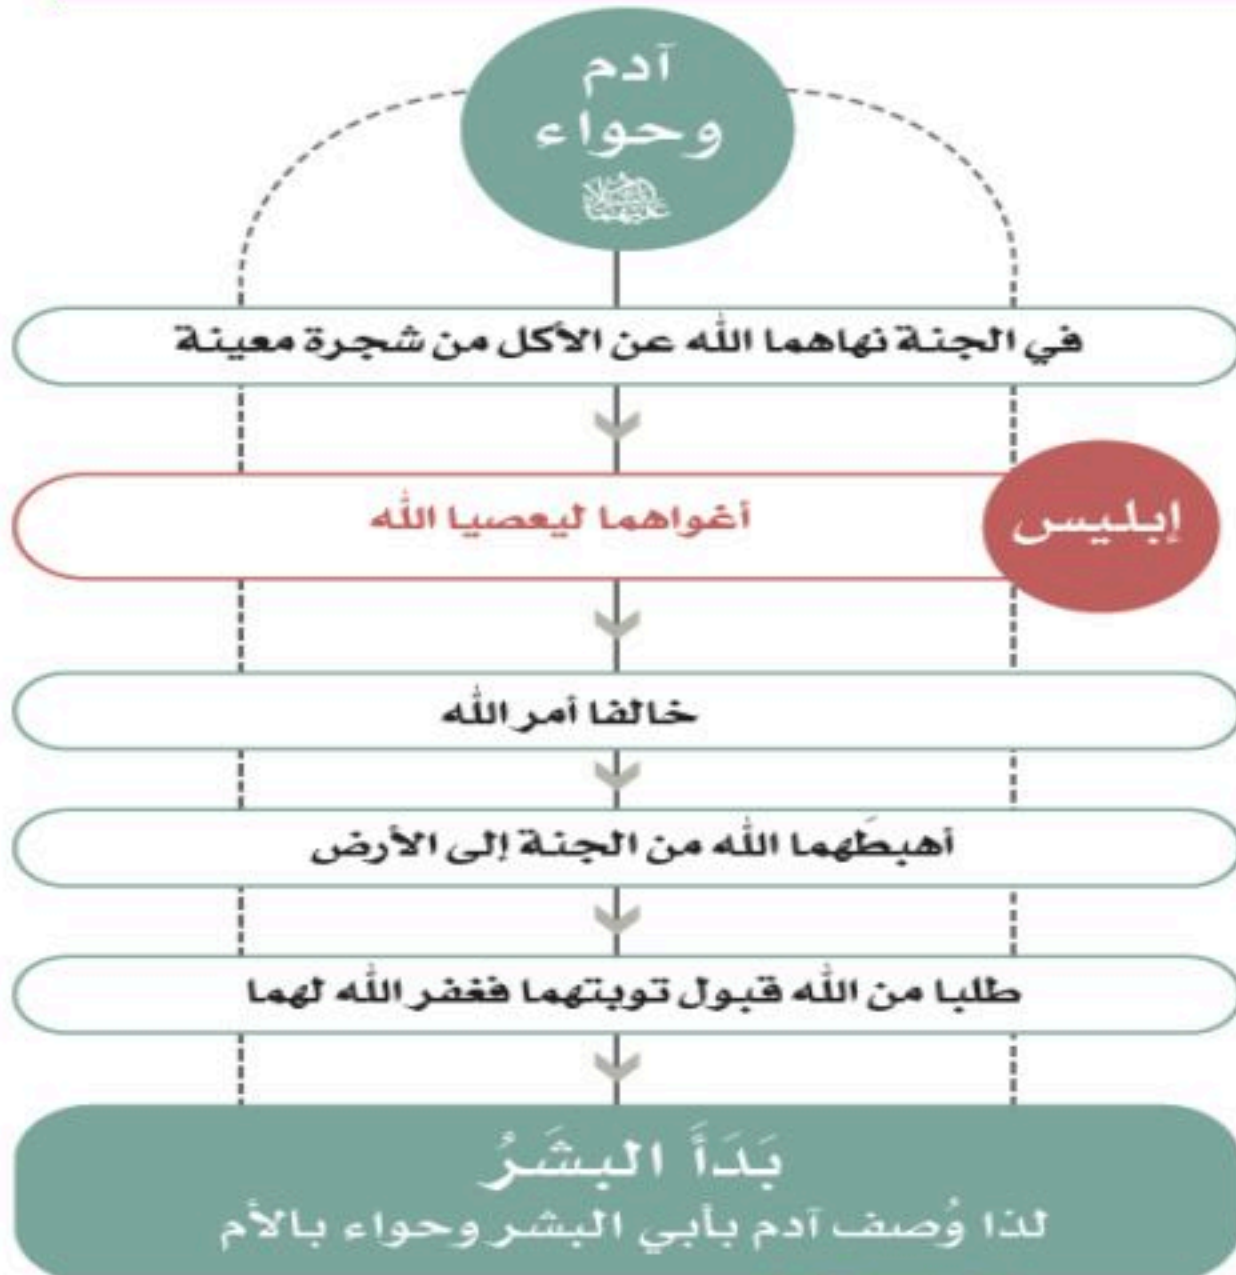 آدم
وحواء
عليهما السلام
في الجنة نهاهما الله عن الأكل من شجرة معينة
إبليس
أغواهما ليعصيا الله
خالفا أمر الله
أهبطَهما الله من الجنة إلى الأرض
طلبا من الله قبول توبتهما فغفر الله لهما
بَدَأَ البشَرُ
لذا وُصف آدم بأبي البشر وحواء بالأم